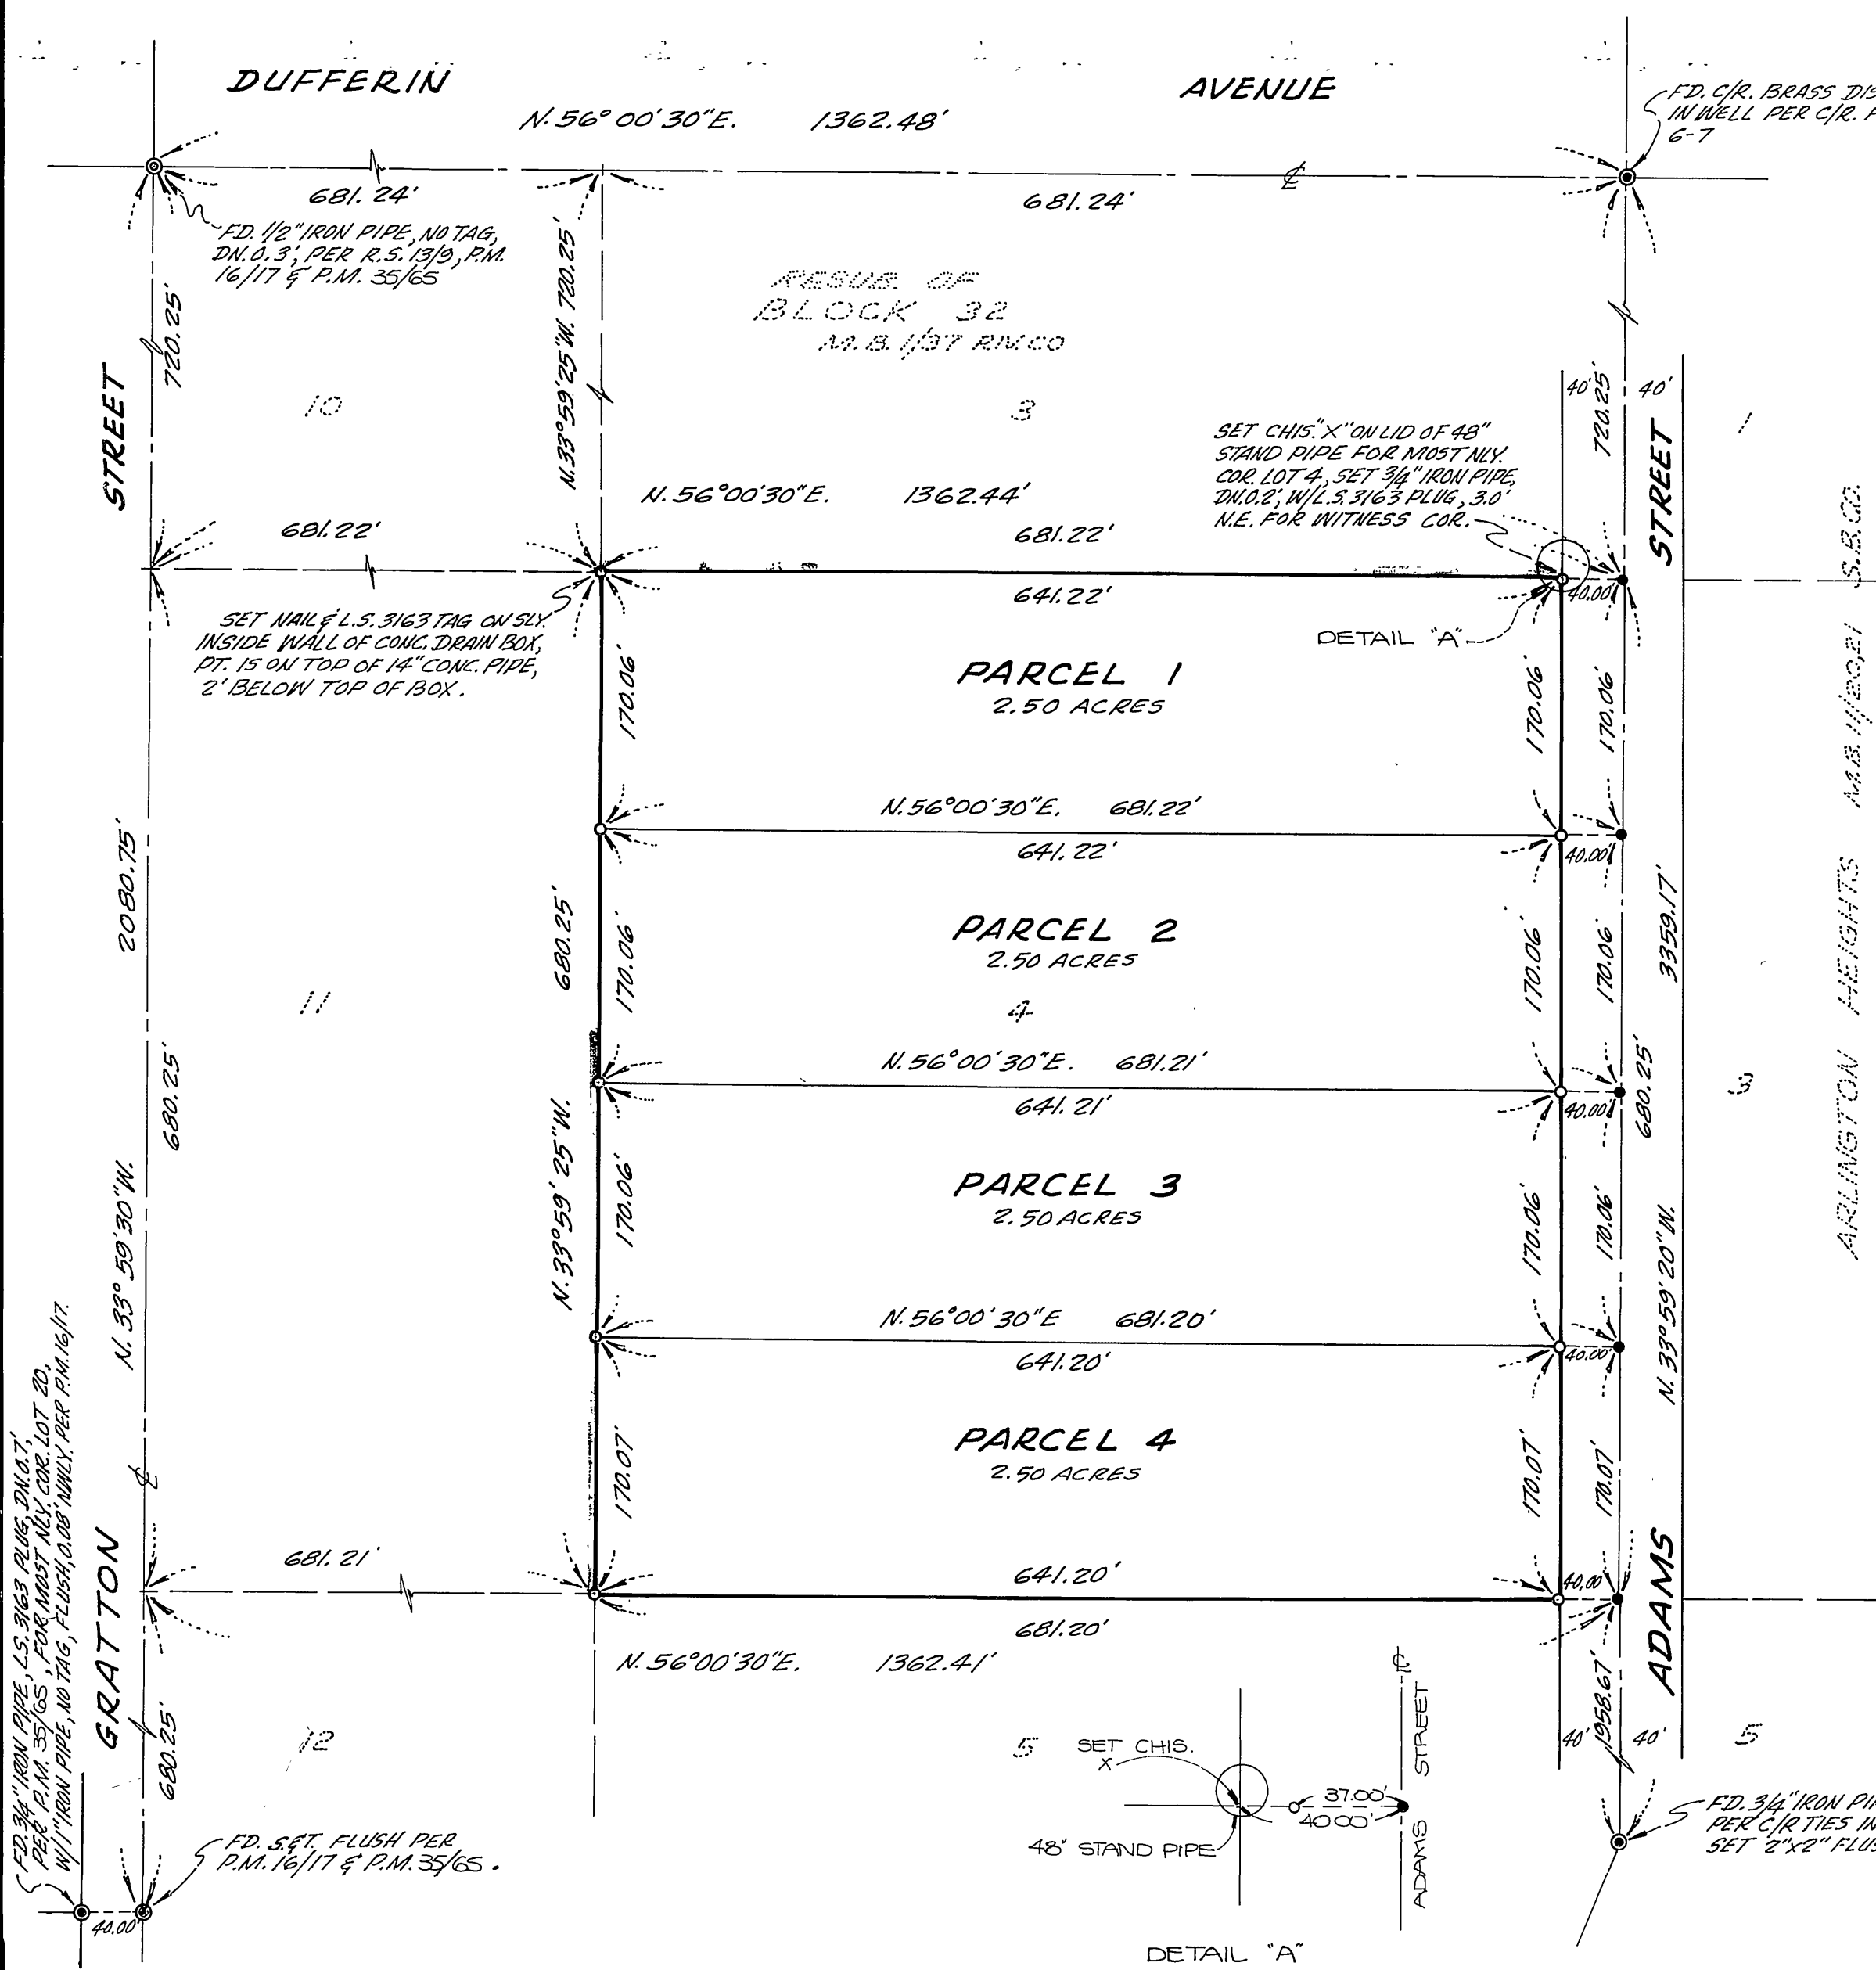 DUFFERIN AVENUE
N. 56° 00' 30" E. 1362.48'
FD. C/R. BRASS
IN WELL PER C/R.
6-7
681.24'
681.24'
℄
FD. 1/2" IRON PIPE, NO TAG,
DN. 0.3', PER R.S. 13/9, P.M.
16/17 & P.M. 35/65
720.25'
N. 33° 59' 25" W. 720.25'
RESUB. OF
BLOCK 32
M.B. 1/37 RIV. CO
STREET
10
3
40'
720.25'
40'
1
SET CHIS. "X" ON LID OF 48"
STAND PIPE FOR MOST NLY.
COR. LOT 4, SET 3/4" IRON PIPE,
DN. 0.2', W/L.S. 3163 PLUG, 3.0'
N.E. FOR WITNESS COR.
STREET
N. 56° 00' 30" E. 1362.44'
681.22'
681.22'
641.22'
40.00'
SET NAIL & L.S. 3163 TAG ON SLY.
INSIDE WALL OF CONC. DRAIN BOX,
PT. IS ON TOP OF 14" CONC. PIPE,
2' BELOW TOP OF BOX.
DETAIL "A"
PARCEL 1
2.50 ACRES
170.06'
170.06'
170.06'
ARLINGTON HEIGHTS M.B. 11/20,21 S.B. CO.
N. 56° 00' 30" E. 681.22'
641.22'
40.00'
2080.75'
680.25'
3359.17'
PARCEL 2
2.50 ACRES
170.06'
170.06'
170.06'
11
4
3
N. 56° 00' 30" E. 681.21'
641.21'
40.00'
680.25'
680.25'
N. 33° 59' 25" W.
PARCEL 3
2.50 ACRES
170.06'
170.06'
170.06'
N. 33° 59' 30" W.
N. 33° 59' 20" W.
N. 56° 00' 30" E 681.20'
641.20'
40.00'
PARCEL 4
2.50 ACRES
170.07'
170.07'
170.07'
℄
GRATTON
ADAMS
681.21'
641.20'
40.00
681.20'
N. 56° 00' 30" E. 1362.41'
FD. 3/4" IRON PIPE, L.S. 3163 PLUG, DN. 0.7',
PER P.M. 35/65, FOR MOST NLY. COR. LOT 20,
W/1" IRON PIPE, NO TAG, FLUSH, 0.08' NWLY. PER P.M. 16/17.
680.25'
12
5
40'
1958.67'
40'
5
FD. S.&T. FLUSH PER
P.M. 16/17 & P.M. 35/65.
40.00'
SET CHIS.
X
48" STAND PIPE
37.00'
40.00'
℄
ADAMS STREET
DETAIL "A"
FD. 3/4" IRON
PER C/R TIES
SET 2"x2"